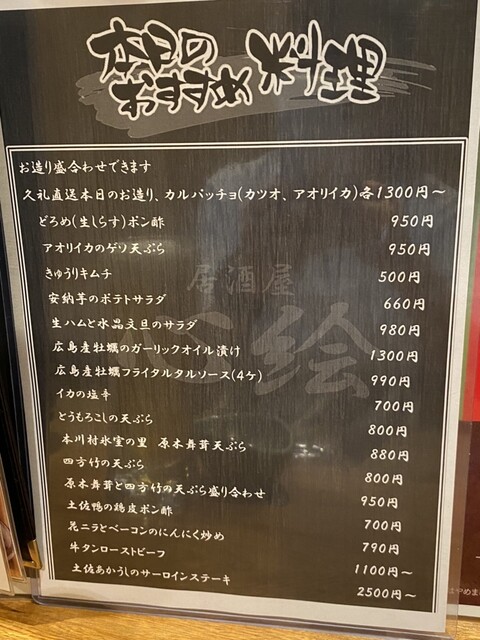 本日の
おすすめ 料理
お造り盛合わせできます
久礼直送本日のお造り、カルパッチョ(カツオ、アオリイカ)各1300円～
どろめ(生しらす)ポン酢 950円
アオリイカのゲソ天ぷら 950円
きゅうりキムチ 500円
安納芋のポテトサラダ 660円
生ハムと水晶文旦のサラダ 980円
広島産牡蠣のガーリックオイル漬け 1300円
広島産牡蠣フライタルタルソース(4ケ) 990円
イカの塩辛 700円
とうもろこしの天ぷら 800円
本川村氷室の里 原木舞茸天ぷら 880円
四方竹の天ぷら 800円
原木舞茸と四方竹の天ぷら盛り合わせ 950円
土佐鴨の鴨皮ポン酢 700円
花ニラとベーコンのにんにく炒め 790円
牛タンローストビーフ 1100円～
土佐あかうしのサーロインステーキ 2500円～
居酒屋
絵